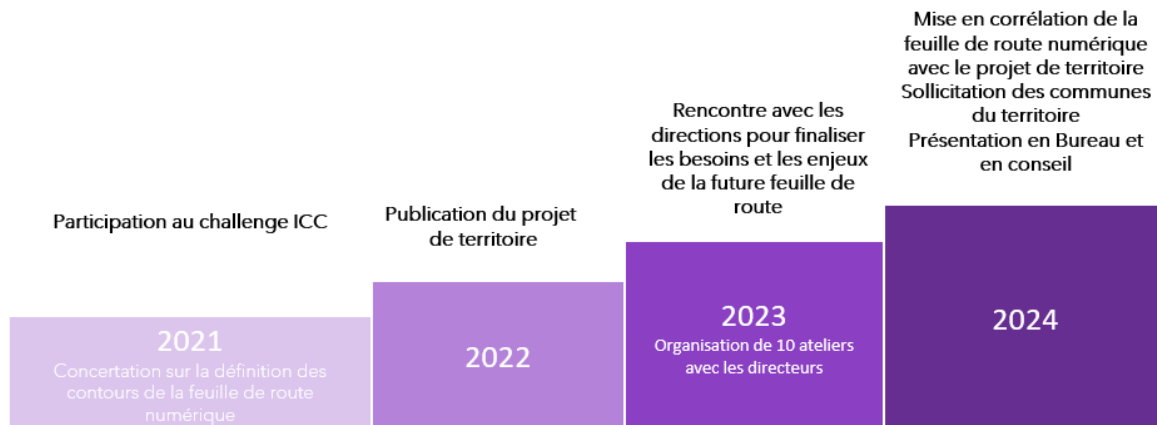 Participation au challenge ICC
2021
Concertation sur la définition des
contours de la feuille de route
numérique
Publication du projet
de territoire
2022
Rencontre avec les
directions pour finaliser
les besoins et les enjeux
de la future feuille de
route
2023
Organisation de 10 ateliers
avec les directeurs
Mise en corrélation de la
feuille de route numérique
avec le projet de territoire
Sollicitation des communes
du territoire
Présentation en Bureau et
en conseil
2024